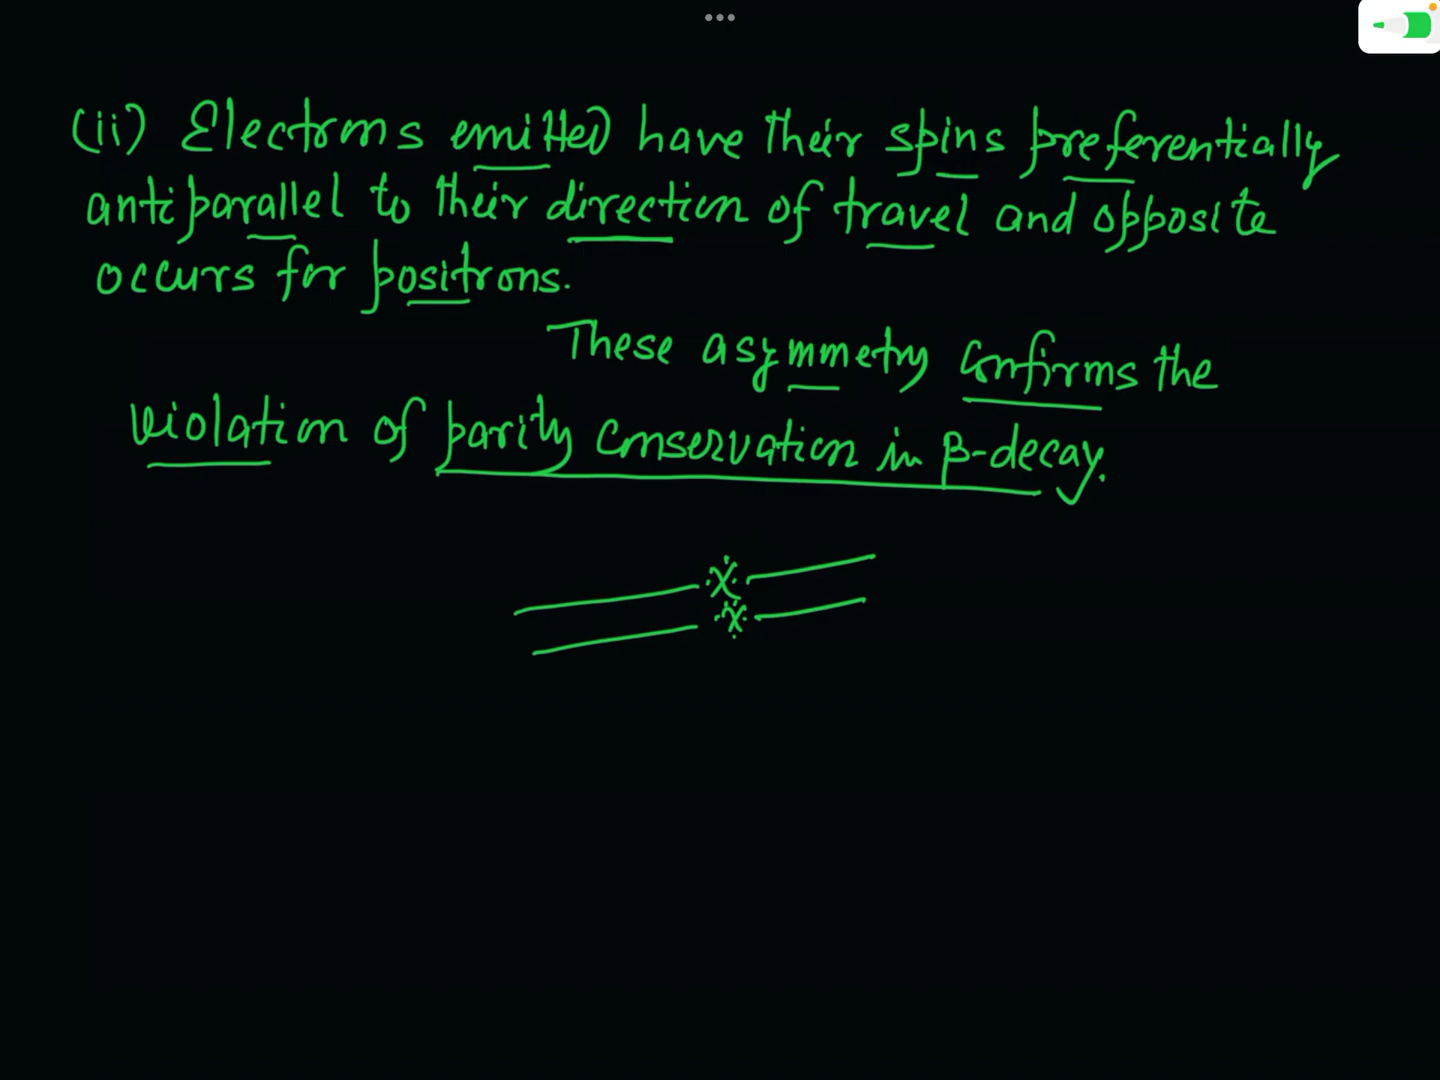 (ii) Electrons emitted have their spins preferentially
antiparallel to their direction of travel and opposite
occurs for positrons.
These asymmetry confirms the
violation of parity conservation in β-decay.